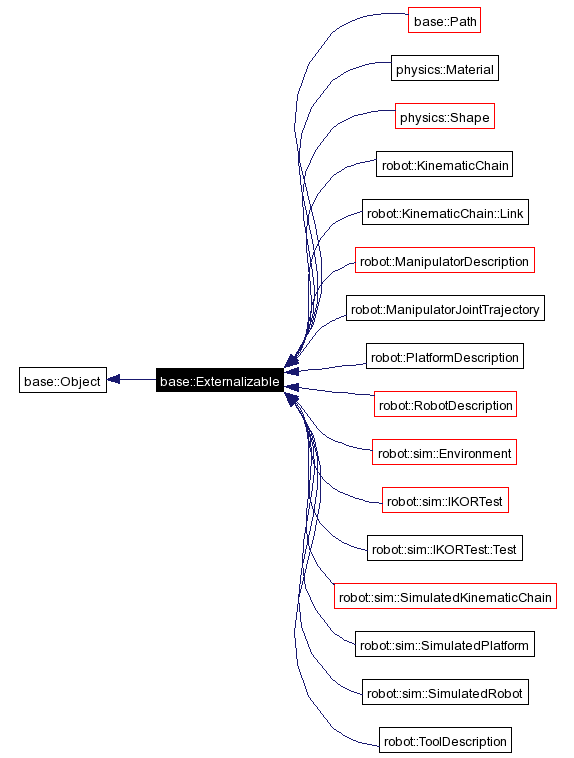 base::Path
physics::Material
physics::Shape
robot::KinematicChain
robot::KinematicChain::Link
robot::ManipulatorDescription
robot::ManipulatorJointTrajectory
robot::PlatformDescription
base::Object
base::Externalizable
robot::RobotDescription
robot::sim::Environment
robot::sim::IKORTest
robot::sim::IKORTest::Test
robot::sim::SimulatedKinematicChain
robot::sim::SimulatedPlatform
robot::sim::SimulatedRobot
robot::ToolDescription